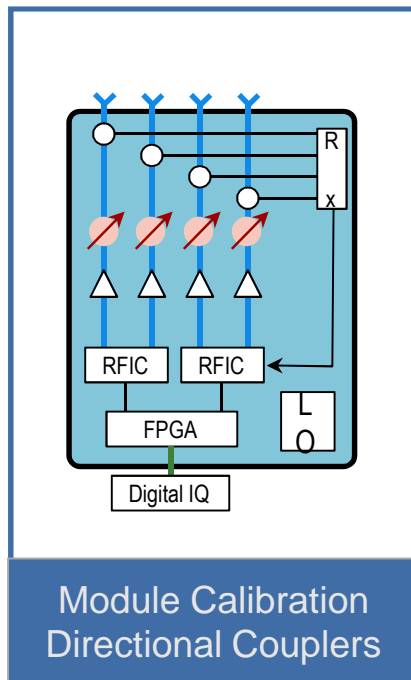 R
x
RFIC
RFIC
L
O
FPGA
Digital IQ
Module Calibration
Directional Couplers